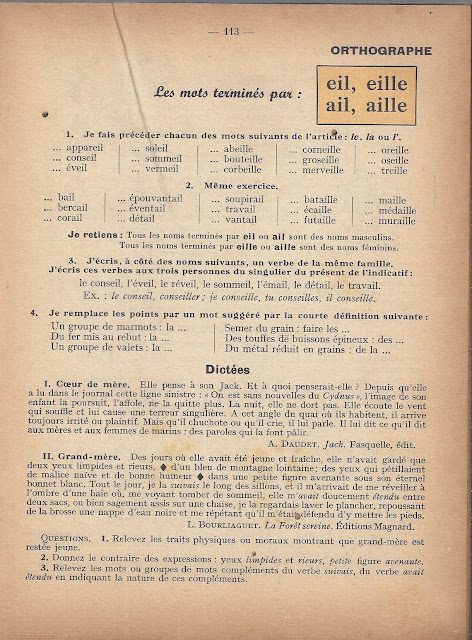 — 113 —
ORTHOGRAPHE
Les mots terminés par :
eil, eille
ail, aille
1. Je fais précéder chacun des mots suivants de l'article : le, la ou l'.
... appareil ... soleil ... abeille ... corneille ... oreille
... conseil ... sommeil ... bouteille ... groseille ... oseille
... éveil ... vermeil ... corbeille ... merveille ... treille
2. Même exercice.
... bail ... épouvantail ... soupirail ... bataille ... maille
... bercail ... éventail ... travail ... écaille ... médaille
... corail ... détail ... vantail ... futaille ... muraille
Je retiens : Tous les noms terminés par eil ou ail sont des noms masculins.
Tous les noms terminés par eille ou aille sont des noms féminins.
3. J'écris, à côté des noms suivants, un verbe de la même famille.
J'écris ces verbes aux trois personnes du singulier du présent de l'indicatif :
le conseil, l'éveil, le réveil, le sommeil, l'émail, le détail, le travail.
Ex. : le conseil, conseiller ; je conseille, tu conseilles, il conseille.
4. Je remplace les points par un mot suggéré par la courte définition suivante :
Un groupe de marmots : la ... Semer du grain : faire les ...
Du fer mis au rebut : la ... Des touffes de buissons épineux : des ...
Un groupe de valets : la ... Du métal réduit en grains : de la ...
Dictées
I. Cœur de mère. Elle pense à son Jack. Et à quoi penserait-elle ? Depuis qu'elle
a lu dans le journal cette ligne sinistre : « On est sans nouvelles du Cydnus », l'image de son
enfant la poursuit, l'affole, ne la quitte plus. La nuit, elle ne dort pas. Elle écoute le vent
qui souffle et lui cause une terreur singulière. A cet angle du quai où ils habitent, il arrive
toujours irrité ou plaintif. Mais qu'il chuchote ou qu'il crie, il lui parle. Il lui dit ce qu'il dit
aux mères et aux femmes de marins : des paroles qui la font pâlir.
A. DAUDET. Jack. Fasquelle, édit.
II. Grand-mère. Des jours où elle avait été jeune et fraîche, elle n'avait gardé que
deux yeux limpides et rieurs, ◆ d'un bleu de montagne lointaine ; des yeux qui pétillaient
de malice naïve et de bonne humeur ◆ dans une petite figure avenante sous son éternel
bonnet blanc. Tout le jour, je la suivais le long des sillons, et il m'arrivait de me réveiller à
l'ombre d'une haie où, me voyant tomber de sommeil, elle m'avait doucement étendu entre
deux sacs, ou bien sagement assis sur une chaise, je la regardais laver le plancher, repoussant
de la brosse une nappe d'eau noire et me répétant qu'il m'était défendu d'y mettre les pieds.
L. BOURLIAGUET. La Forêt sereine. Éditions Magnard.
QUESTIONS. 1. Relevez les traits physiques ou moraux montrant que grand-mère est
restée jeune.
2. Donnez le contraire des expressions : yeux limpides et rieurs, petite figure avenante.
3. Relevez les mots ou groupes de mots compléments du verbe suivais, du verbe avait
étendu en indiquant la nature de ces compléments.